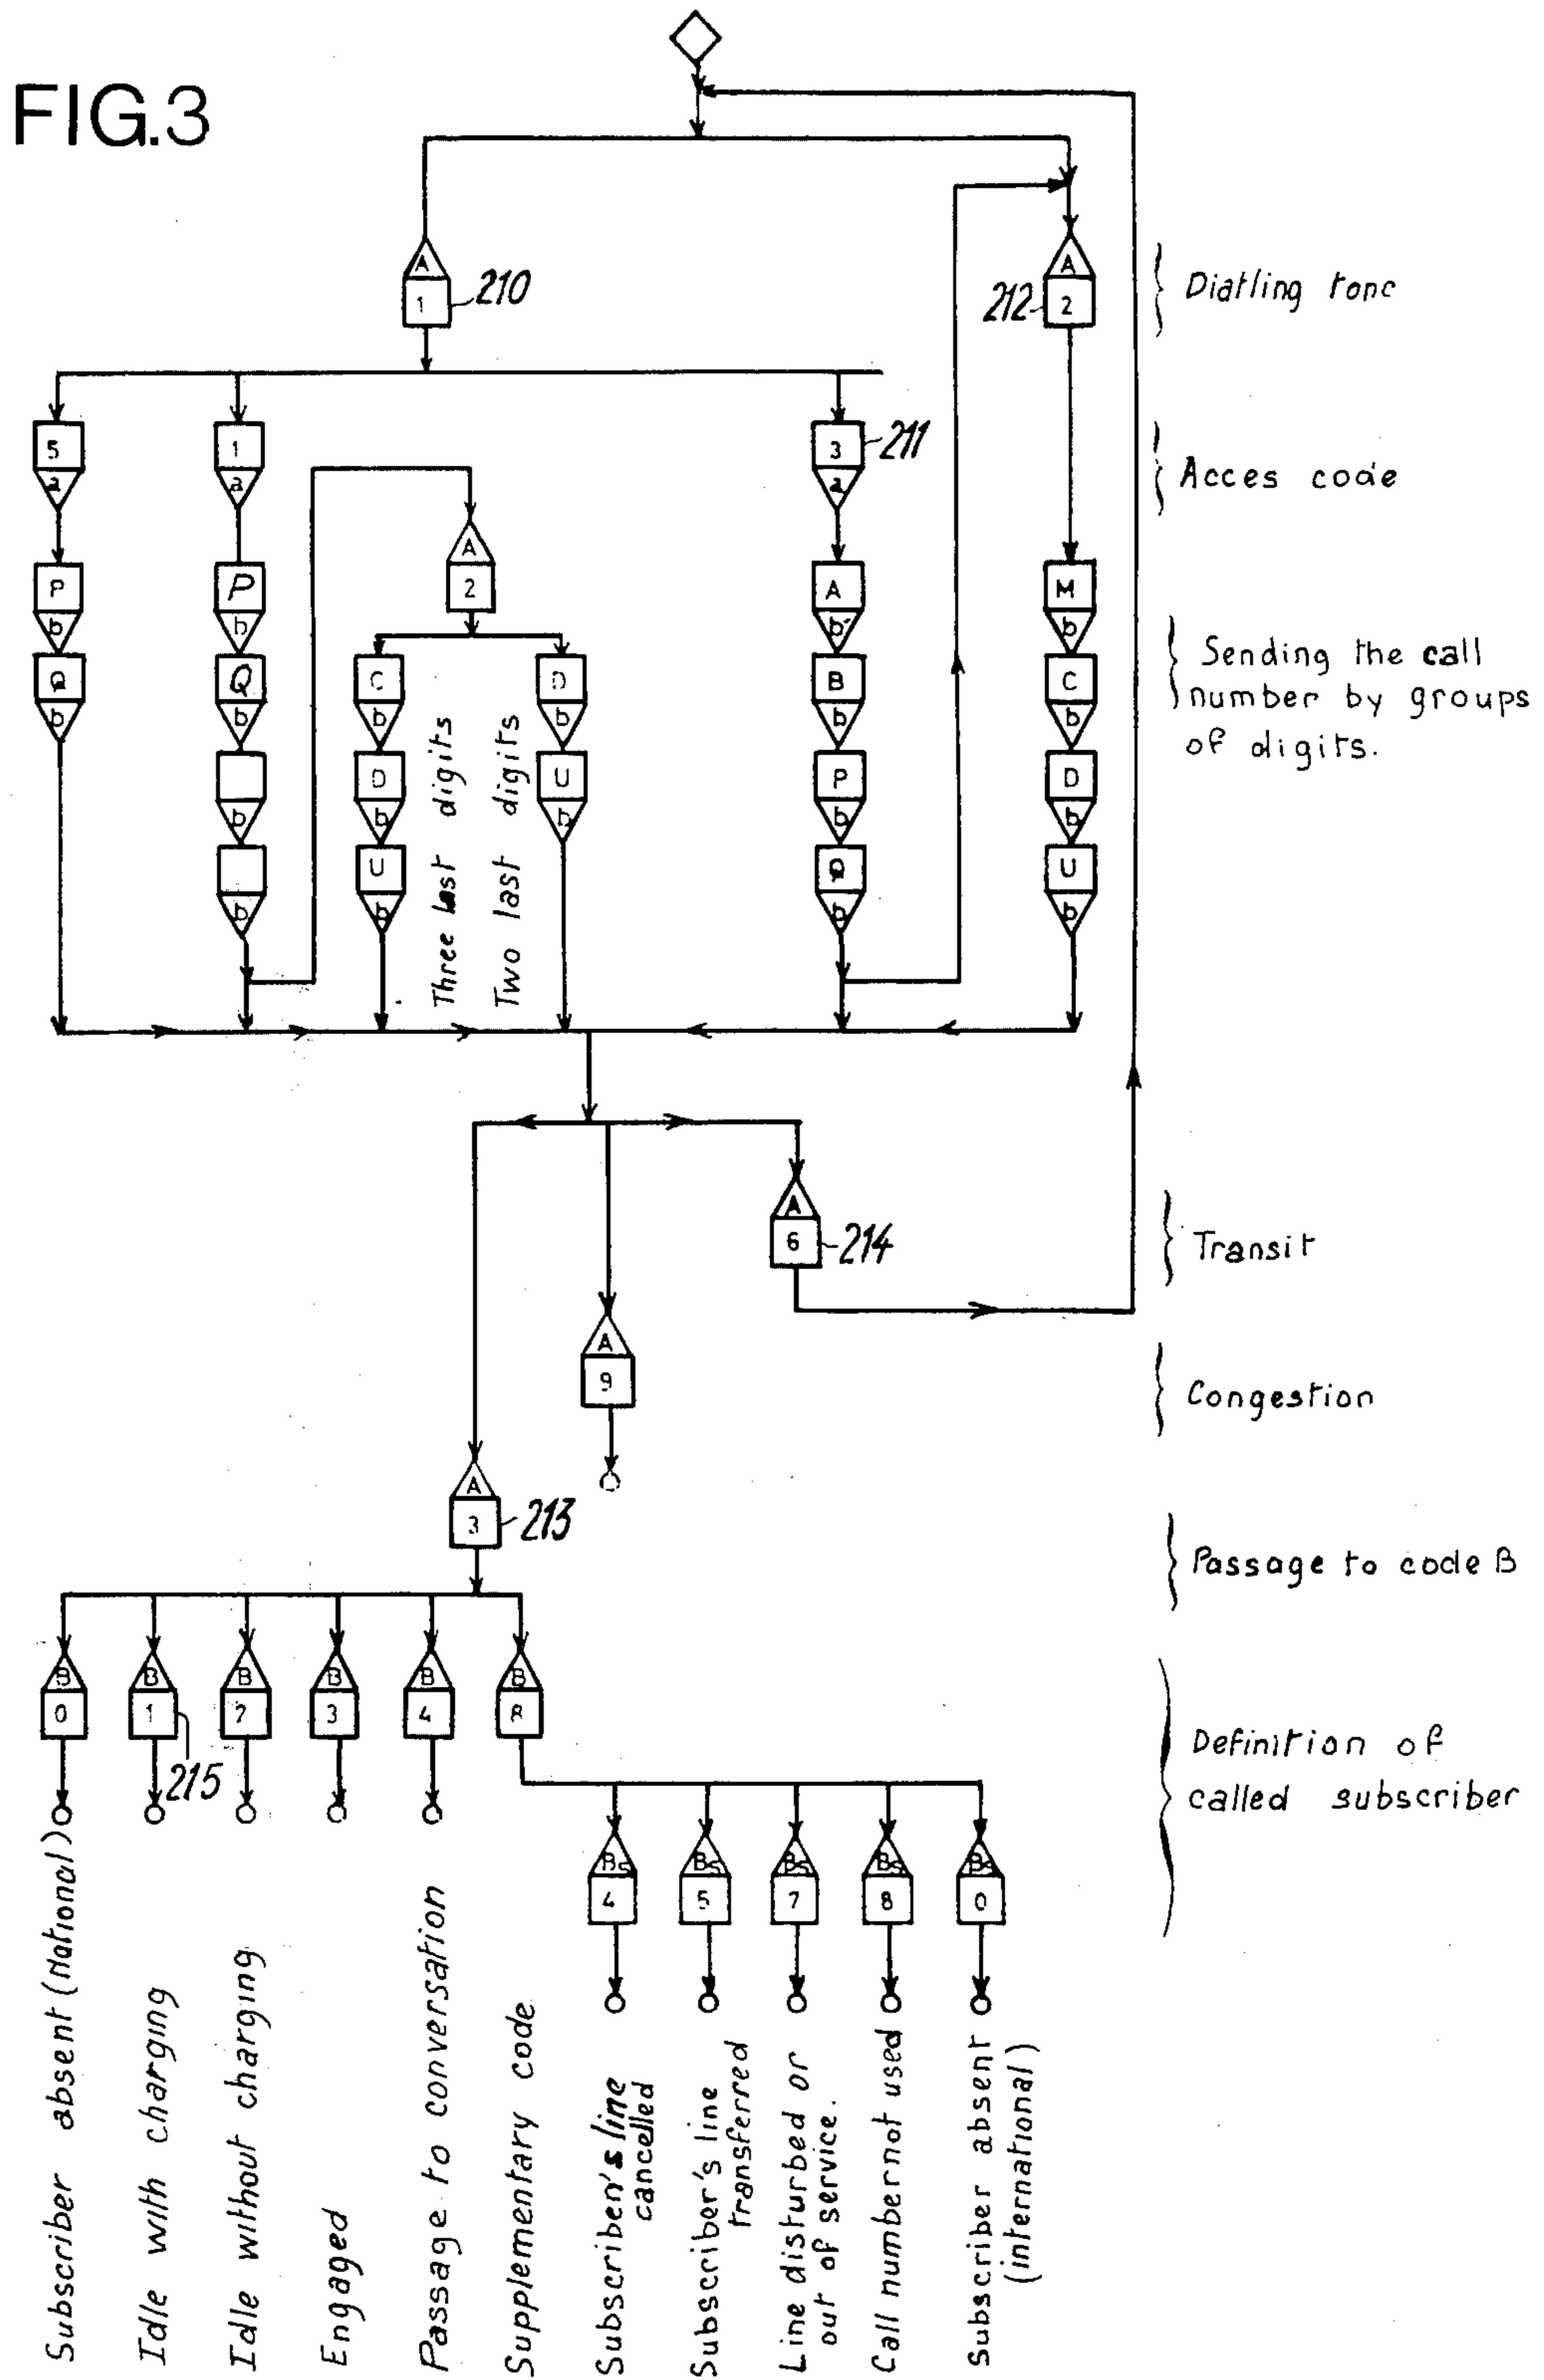 FIG.3
A
1
210
A
2
212
Diatling tone
5
a
1
a
3
a
211
Acces code
P
b
Q
b
P
b
Q
b
b
b
A
2
C
b
D
b
U
b
Three last digits
Two last digits
D
b
U
b
A
b'
B
b
P
b
Q
b
M
b
C
b
D
b
U
b
Sending the call
number by groups
of digits.
A
6
214
Transit
A
9
Congestion
A
3
213
Passage to code B
B
0
B
1
215
B
2
B
3
B
4
B
8
Definition of
called subscriber
Bs
4
Bs
5
Bs
7
Bs
8
Bs
0
Subscriber absent (National)
Idle with charging
Idle without charging
Engaged
Passage to conversation
Supplementary code
Subscriben's line
cancelled
Subscriber's line
transferred
Line disturbed or
out of service.
Call number not used
Subscriber absent
(international)